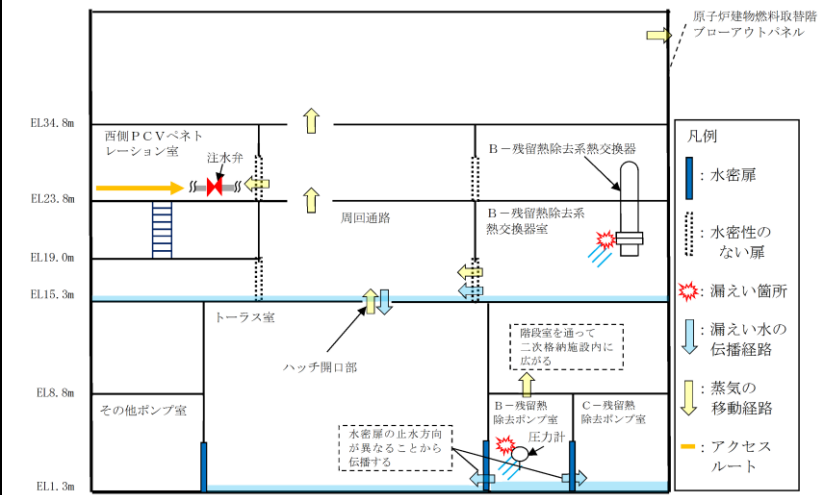 原子炉建物燃料取替階
ブローアウトパネル
EL34.8m
西側ＰＣＶペネト
レーション室
注水弁
B－残留熱除去系熱交換器
EL23.8m
周回通路
B－残留熱除去系
熱交換器室
EL19.0m
EL15.3m
トーラス室
ハッチ開口部
階段室を通って
二次格納施設内に
広がる
EL8.8m
その他ポンプ室
B－残留熱
除去ポンプ室
C－残留熱
除去ポンプ室
圧力計
水密扉の止水方向
が異なることから
伝播する
EL1.3m
凡例
：水密扉
：水密性の
ない扉
：漏えい箇所
：漏えい水の
伝播経路
：蒸気の
移動経路
：アクセス
ルート